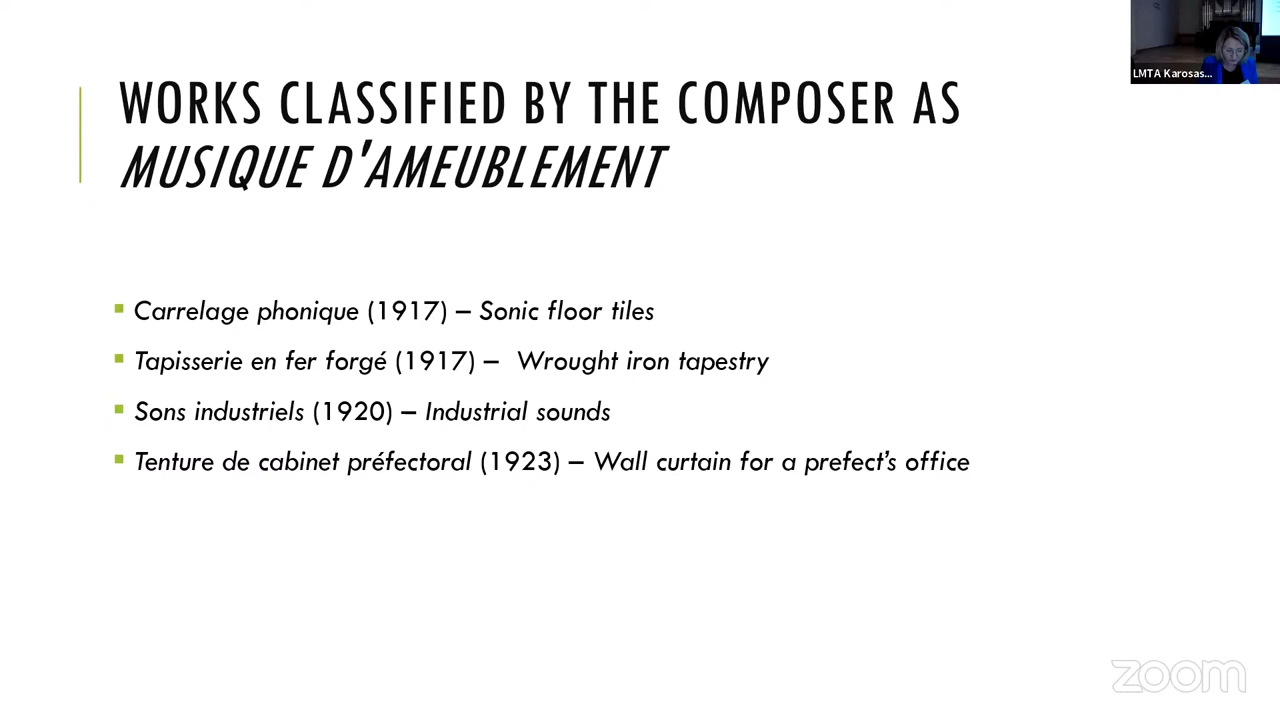 LMTA Karosas...
WORKS CLASSIFIED BY THE COMPOSER AS
MUSIQUE D'AMEUBLEMENT
▪ Carrelage phonique (1917) – Sonic floor tiles
▪ Tapisserie en fer forgé (1917) – Wrought iron tapestry
▪ Sons industriels (1920) – Industrial sounds
▪ Tenture de cabinet préfectoral (1923) – Wall curtain for a prefect’s office
zoom